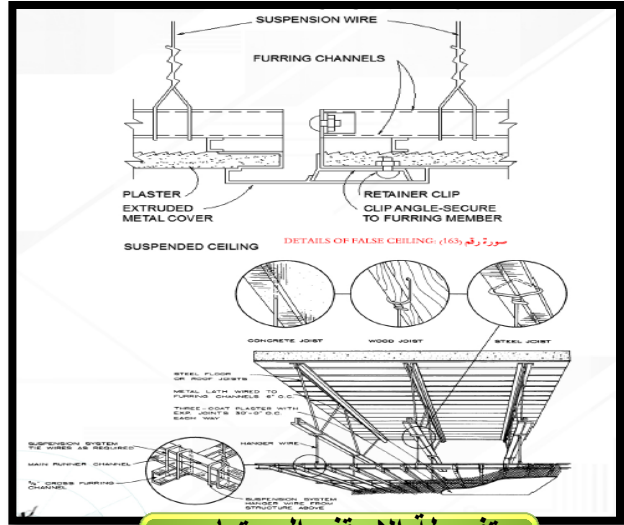 SUSPENSION WIRE
FURRING CHANNELS
PLASTER
EXTRUDED
METAL COVER
RETAINER CLIP
CLIP ANGLE-SECURE
TO FURRING MEMBER
SUSPENDED CEILING
DETAILS OF FALSE CEILING: صورة رقم (163)
CONCRETE JOIST
WOOD JOIST
STEEL JOIST
STEEL FLOOR
OR ROOF JOISTS
METAL LATH WIRED TO
FURRING CHANNELS 6" O.C.
THREE-COAT PLASTER WITH
EXP. JOINTS 30'-0" O.C.
EACH WAY
SUSPENSION SYSTEM
TIE WIRES AS REQUIRED
HANGER WIRE
MAIN RUNNER CHANNEL
CROSS FURRING
CHANNEL
SUSPENSION SYSTEM
HANGER WIRE FROM
STRUCTURE ABOVE